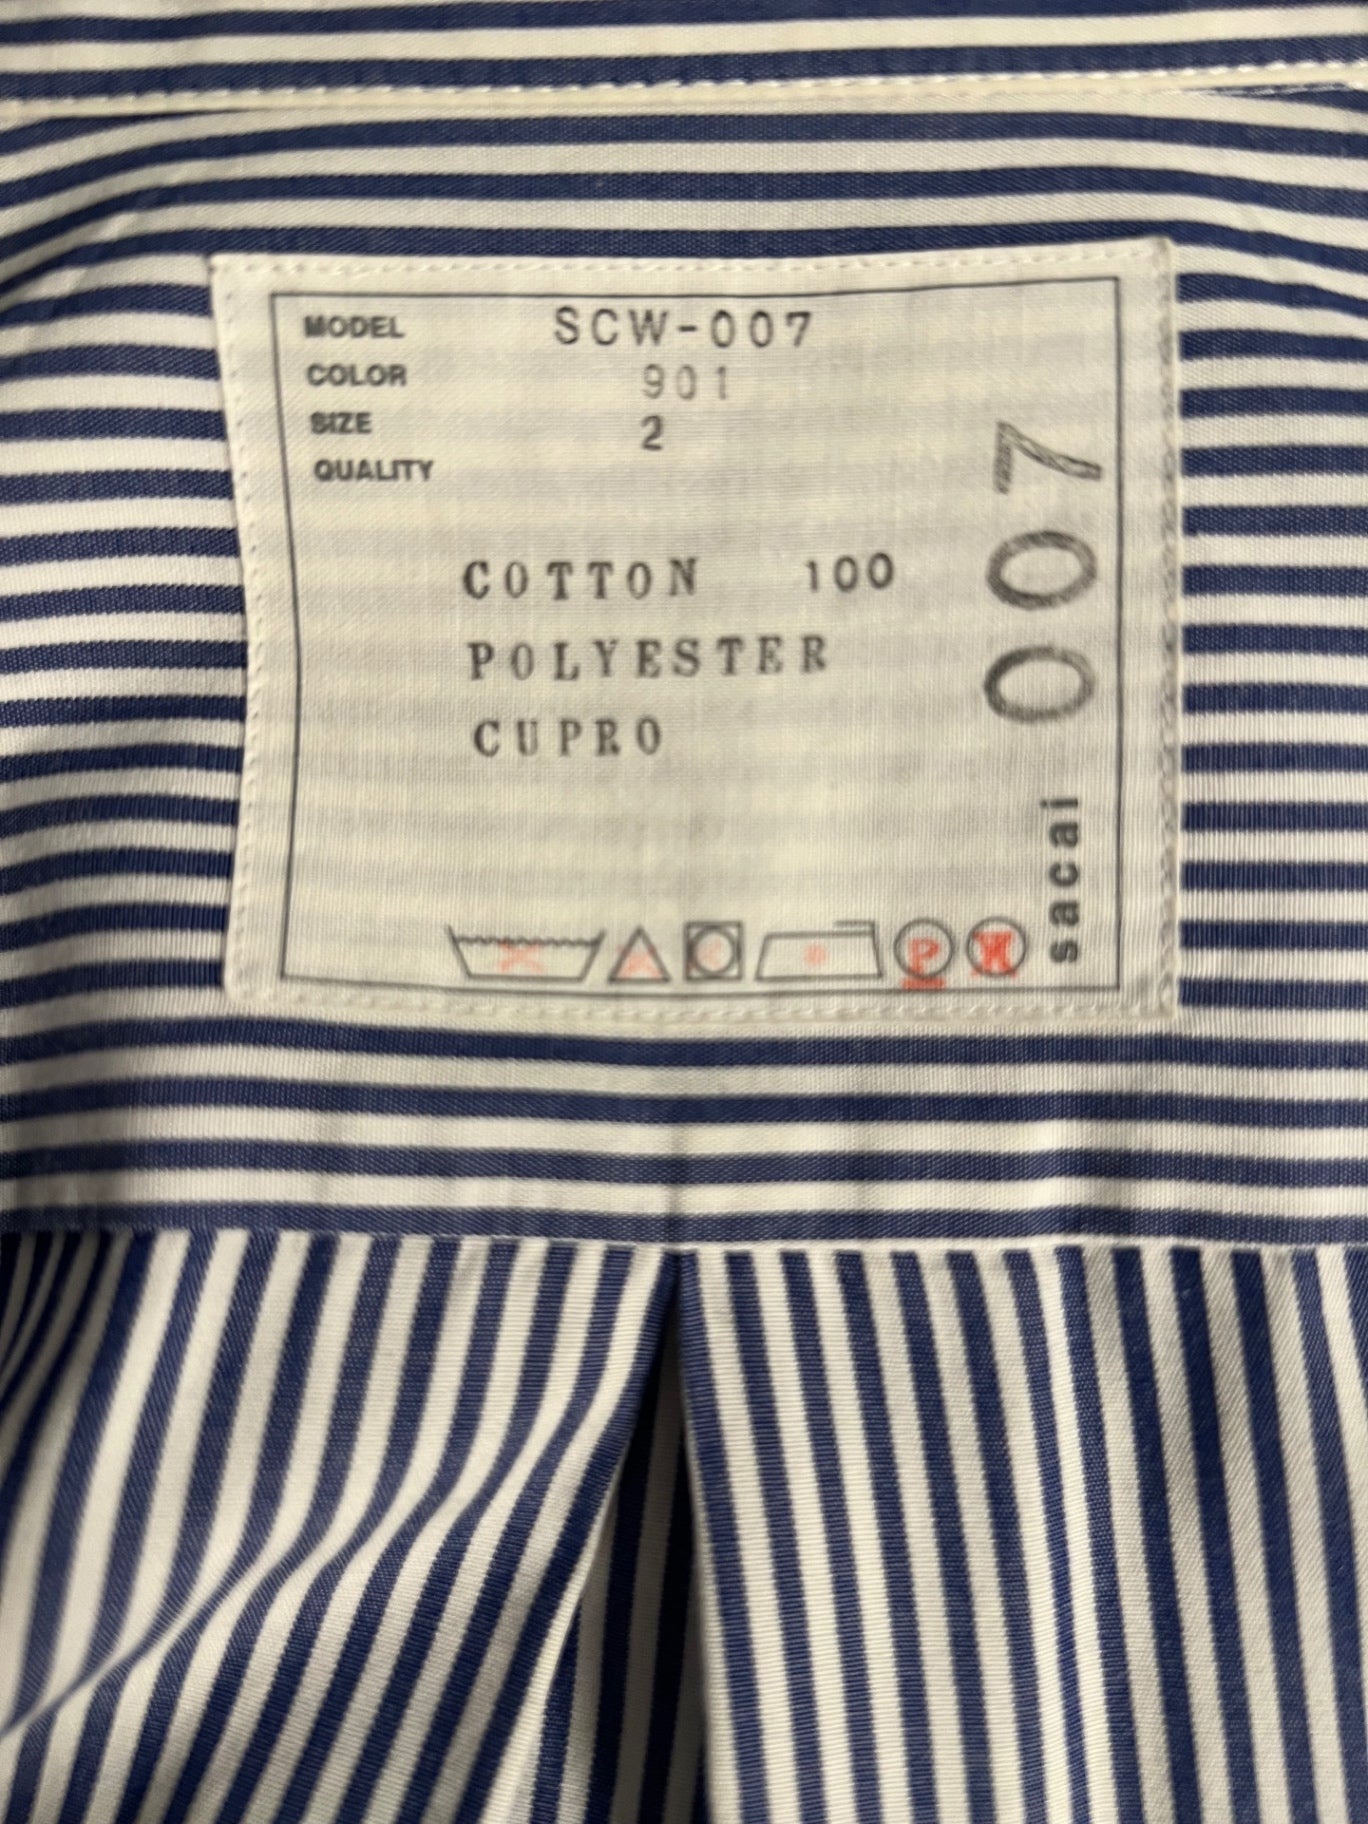 MODEL SCW-007
COLOR 901
SIZE 2
QUALITY
COTTON 100
POLYESTER
CUPRO
P W
sacai 007